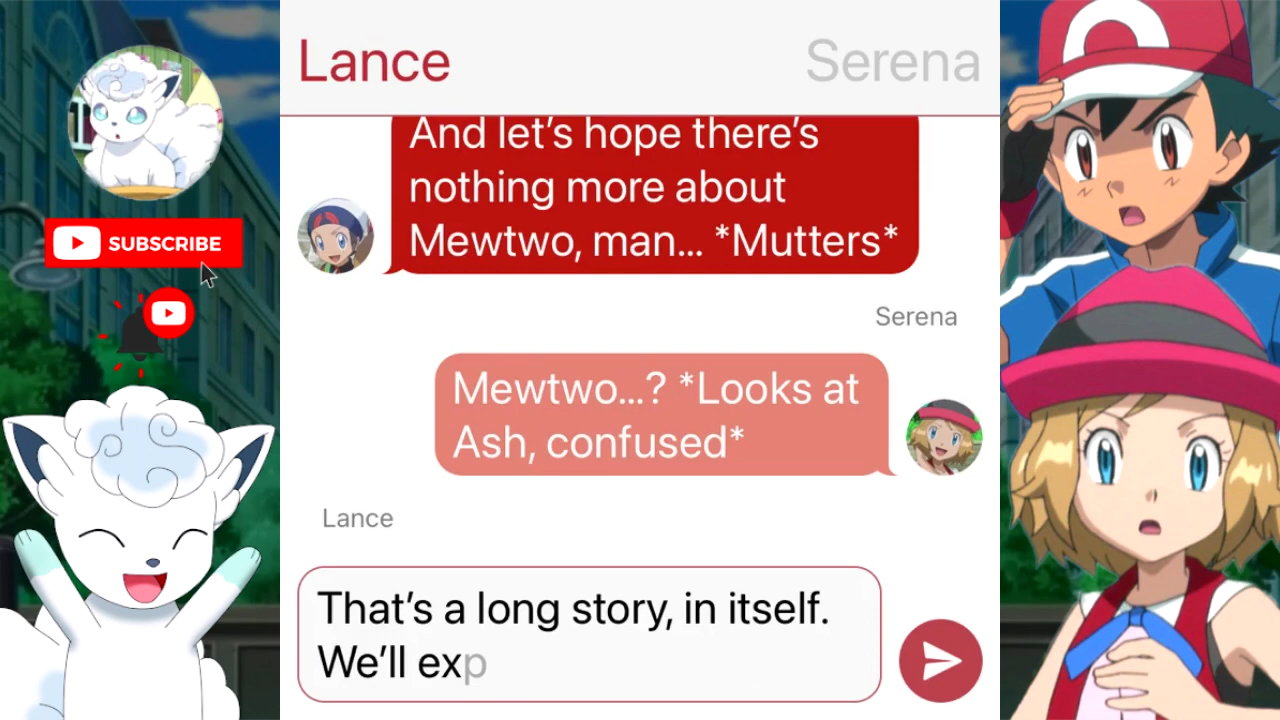 Lance
Serena
And let's hope there's
nothing more about
Mewtwo, man... *Mutters*
Serena
Mewtwo...? *Looks at
Ash, confused*
Lance
That's a long story, in itself.
We'll exp
SUBSCRIBE